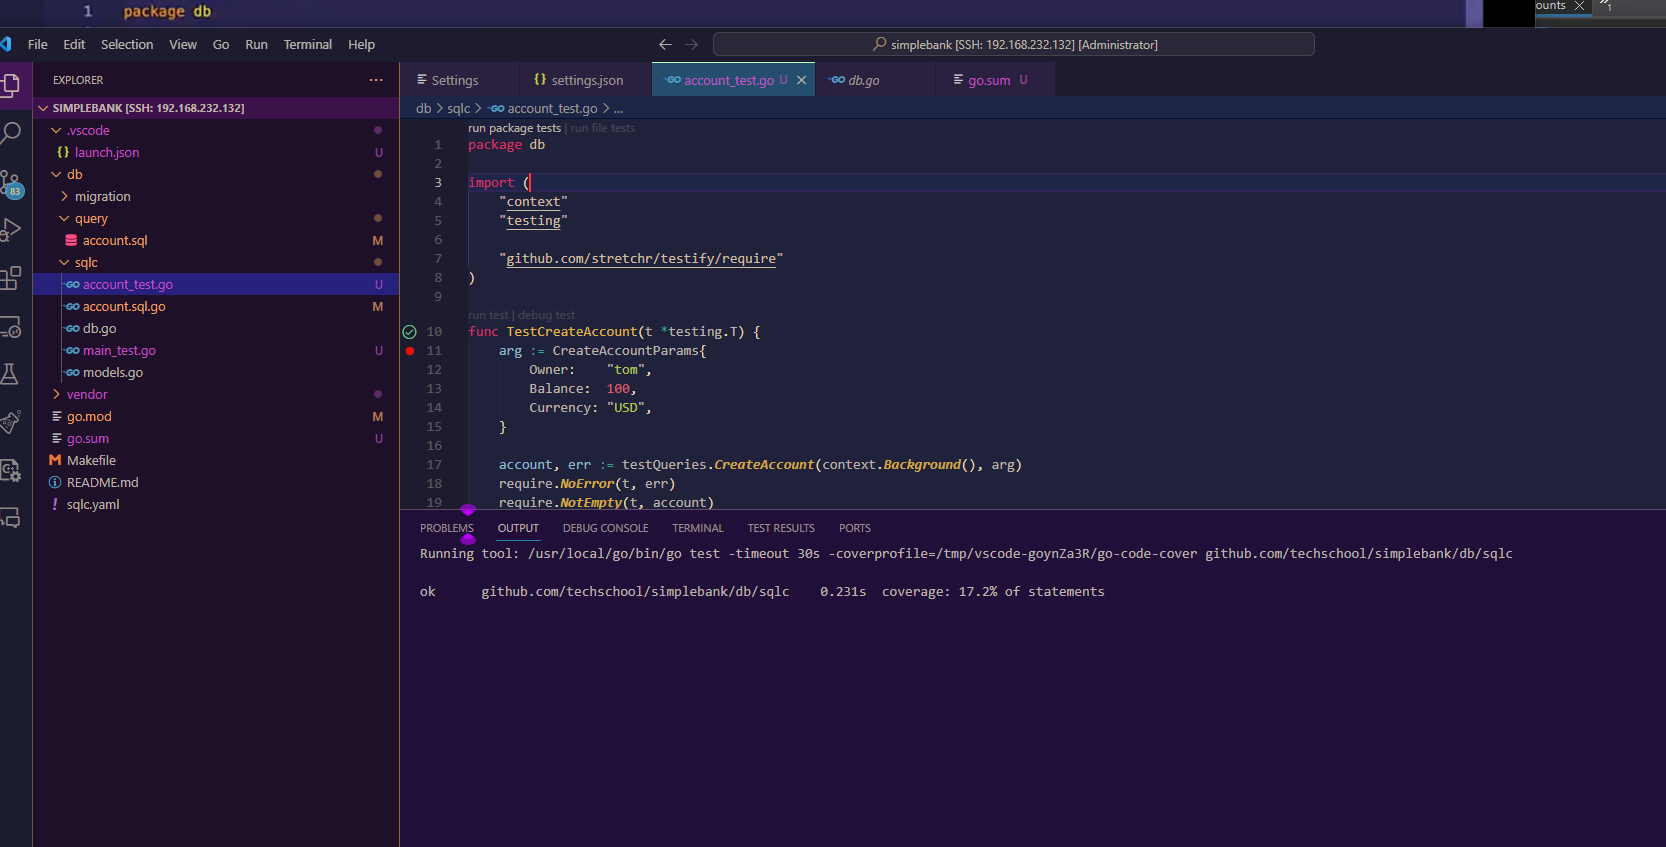 1 package db
ounts
1
File Edit Selection View Go Run Terminal Help
simplebank [SSH: 192.168.232.132] [Administrator]
EXPLORER
SIMPLEBANK [SSH: 192.168.232.132]
.vscode
{} launch.json U
db
migration
query
account.sql M
sqlc
account_test.go U
account.sql.go M
db.go
main_test.go U
models.go
vendor
go.mod M
go.sum U
M Makefile
README.md
! sqlc.yaml
83
Settings {} settings.json account_test.go U db.go go.sum U
db > sqlc > account_test.go > ...
run package tests | run file tests
1 package db
2
3 import (
4 "context"
5 "testing"
6
7 "github.com/stretchr/testify/require"
8 )
9
run test | debug test
10 func TestCreateAccount(t *testing.T) {
11 arg := CreateAccountParams{
12 Owner: "tom",
13 Balance: 100,
14 Currency: "USD",
15 }
16
17 account, err := testQueries.CreateAccount(context.Background(), arg)
18 require.NoError(t, err)
19 require.NotEmpty(t, account)
PROBLEMS OUTPUT DEBUG CONSOLE TERMINAL TEST RESULTS PORTS
Running tool: /usr/local/go/bin/go test -timeout 30s -coverprofile=/tmp/vscode-goynZa3R/go-code-cover github.com/techschool/simplebank/db/sqlc
ok github.com/techschool/simplebank/db/sqlc 0.231s coverage: 17.2% of statements